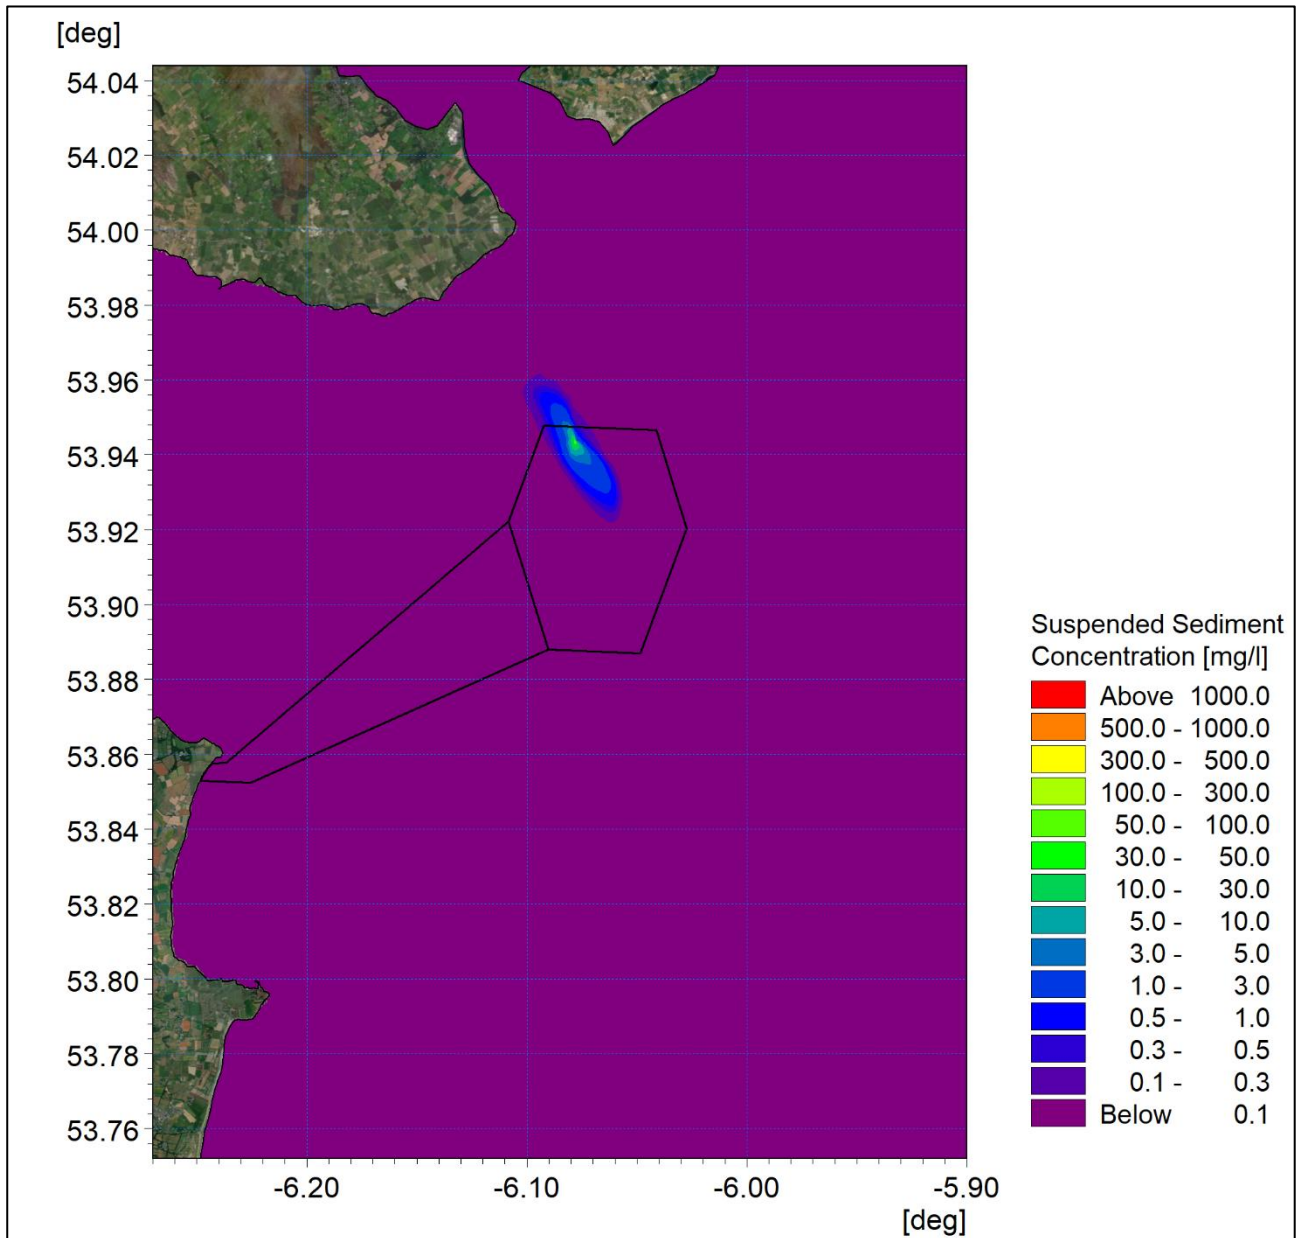 [deg]
54.04
54.02
54.00
53.98
53.96
53.94
53.92
53.90
53.88
53.86
53.84
53.82
53.80
53.78
53.76
-6.20 -6.10 -6.00 -5.90
[deg]
Suspended Sediment
Concentration [mg/l]
Above 1000.0
500.0 - 1000.0
300.0 - 500.0
100.0 - 300.0
50.0 - 100.0
30.0 - 50.0
10.0 - 30.0
5.0 - 10.0
3.0 - 5.0
1.0 - 3.0
0.5 - 1.0
0.3 - 0.5
0.1 - 0.3
Below 0.1